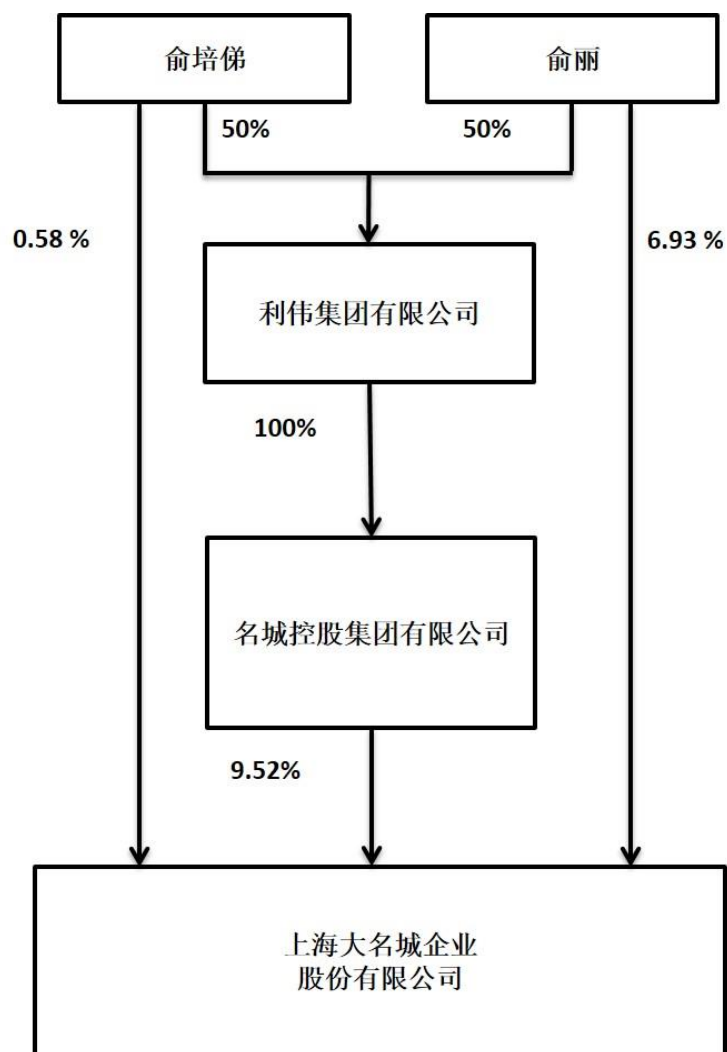 俞培俤
俞丽
50%
50%
0.58 %
6.93 %
利伟集团有限公司
100%
名城控股集团有限公司
9.52%
上海大名城企业
股份有限公司